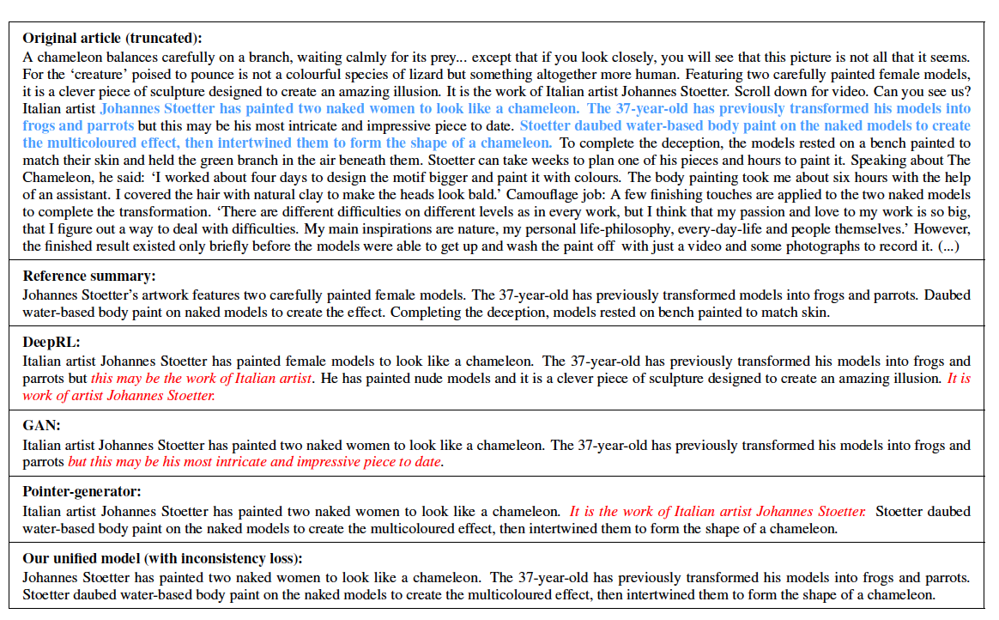 Original article (truncated):
A chameleon balances carefully on a branch, waiting calmly for its prey... except that if you look closely, you will see that this picture is not all that it seems.
For the ‘creature’ poised to pounce is not a colourful species of lizard but something altogether more human. Featuring two carefully painted female models,
it is a clever piece of sculpture designed to create an amazing illusion. It is the work of Italian artist Johannes Stoetter. Scroll down for video. Can you see us?
Italian artist Johannes Stoetter has painted two naked women to look like a chameleon. The 37-year-old has previously transformed his models into
frogs and parrots but this may be his most intricate and impressive piece to date. Stoetter daubed water-based body paint on the naked models to create
the multicoloured effect, then intertwined them to form the shape of a chameleon. To complete the deception, the models rested on a bench painted to
match their skin and held the green branch in the air beneath them. Stoetter can take weeks to plan one of his pieces and hours to paint it. Speaking about The
Chameleon, he said: ‘I worked about four days to design the motif bigger and paint it with colours. The body painting took me about six hours with the help
of an assistant. I covered the hair with natural clay to make the heads look bald.’ Camouflage job: A few finishing touches are applied to the two naked models
to complete the transformation. ‘There are different difficulties on different levels as in every work, but I think that my passion and love to my work is so big,
that I figure out a way to deal with difficulties. My main inspirations are nature, my personal life-philosophy, every-day-life and people themselves.’ However,
the finished result existed only briefly before the models were able to get up and wash the paint off with just a video and some photographs to record it. (...)
Reference summary:
Johannes Stoetter’s artwork features two carefully painted female models. The 37-year-old has previously transformed models into frogs and parrots. Daubed
water-based body paint on naked models to create the effect. Completing the deception, models rested on bench painted to match skin.
DeepRL:
Italian artist Johannes Stoetter has painted female models to look like a chameleon. The 37-year-old has previously transformed his models into frogs and
parrots but this may be the work of Italian artist. He has painted nude models and it is a clever piece of sculpture designed to create an amazing illusion. It is
work of artist Johannes Stoetter.
GAN:
Italian artist Johannes Stoetter has painted two naked women to look like a chameleon. The 37-year-old has previously transformed his models into frogs and
parrots but this may be his most intricate and impressive piece to date.
Pointer-generator:
Italian artist Johannes Stoetter has painted two naked women to look like a chameleon. It is the work of Italian artist Johannes Stoetter. Stoetter daubed
water-based body paint on the naked models to create the multicoloured effect, then intertwined them to form the shape of a chameleon.
Our unified model (with inconsistency loss):
Johannes Stoetter has painted two naked women to look like a chameleon. The 37-year-old has previously transformed his models into frogs and parrots.
Stoetter daubed water-based body paint on the naked models to create the multicoloured effect, then intertwined them to form the shape of a chameleon.